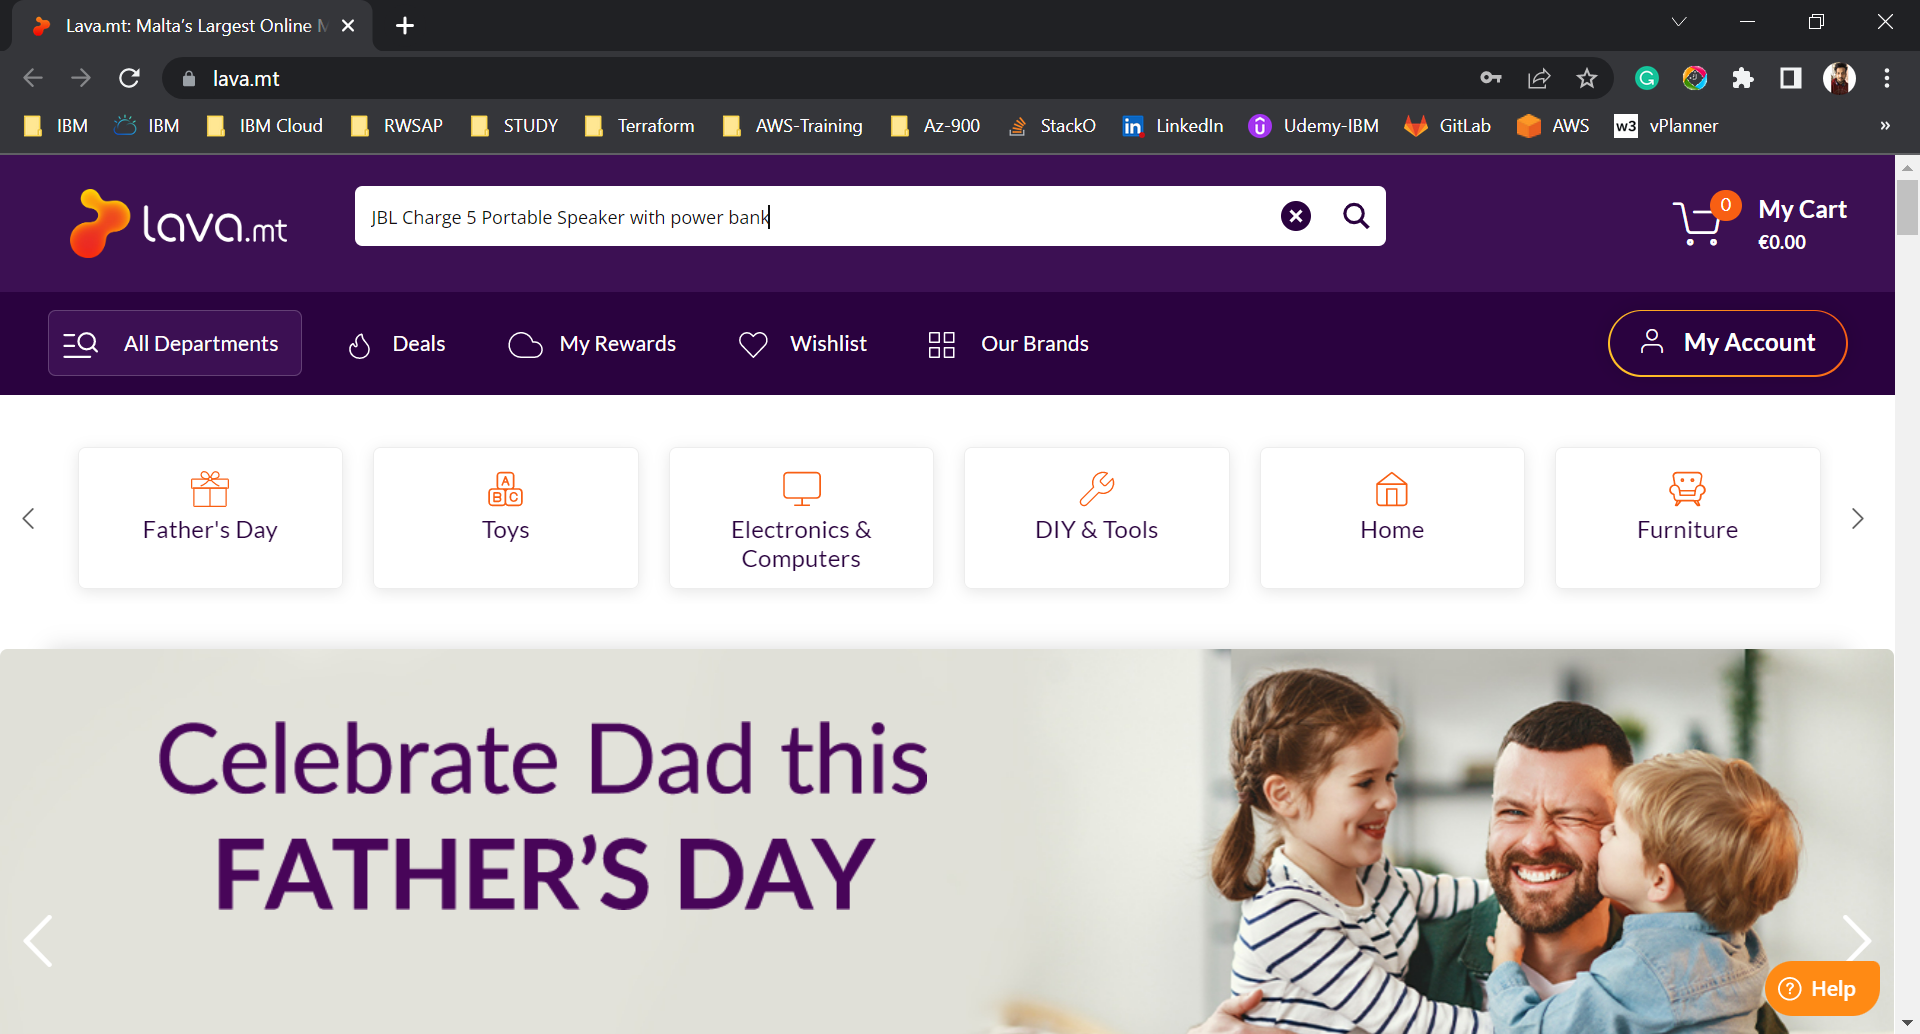 Lava.mt: Malta's Largest Online M
lava.mt
IBM IBM IBM Cloud RWSAP STUDY Terraform AWS-Training Az-900 StackO LinkedIn Udemy-IBM GitLab AWS w3 vPlanner »
lava.mt
JBL Charge 5 Portable Speaker with power bank
0
My Cart
€0.00
All Departments Deals My Rewards Wishlist Our Brands My Account
A
B C
Father's Day Toys Electronics & DIY & Tools Home Furniture
Computers
Celebrate Dad this
FATHER'S DAY
? Help